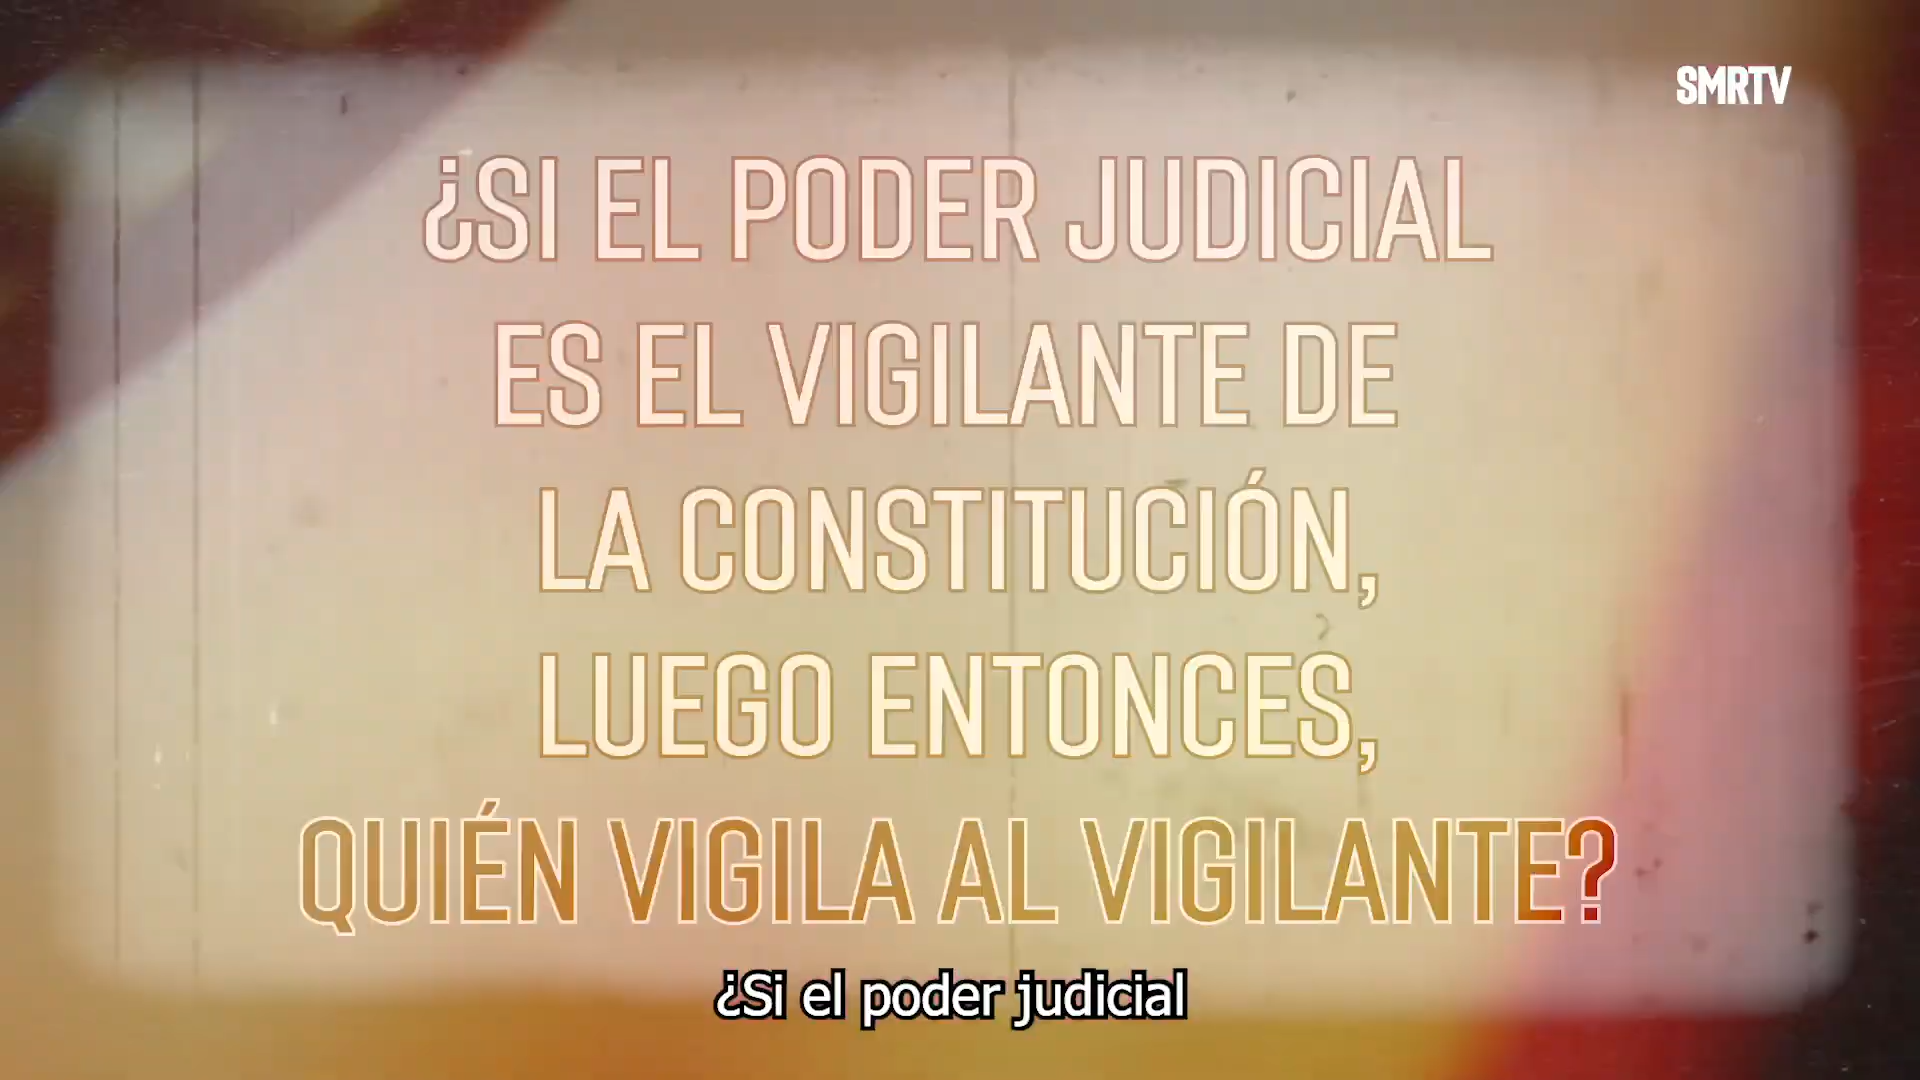 SMRTV
¿SI EL PODER JUDICIAL
ES EL VIGILANTE DE
LA CONSTITUCIÓN,
LUEGO ENTONCES,
QUIÉN VIGILA AL VIGILANTE?
¿Si el poder judicial